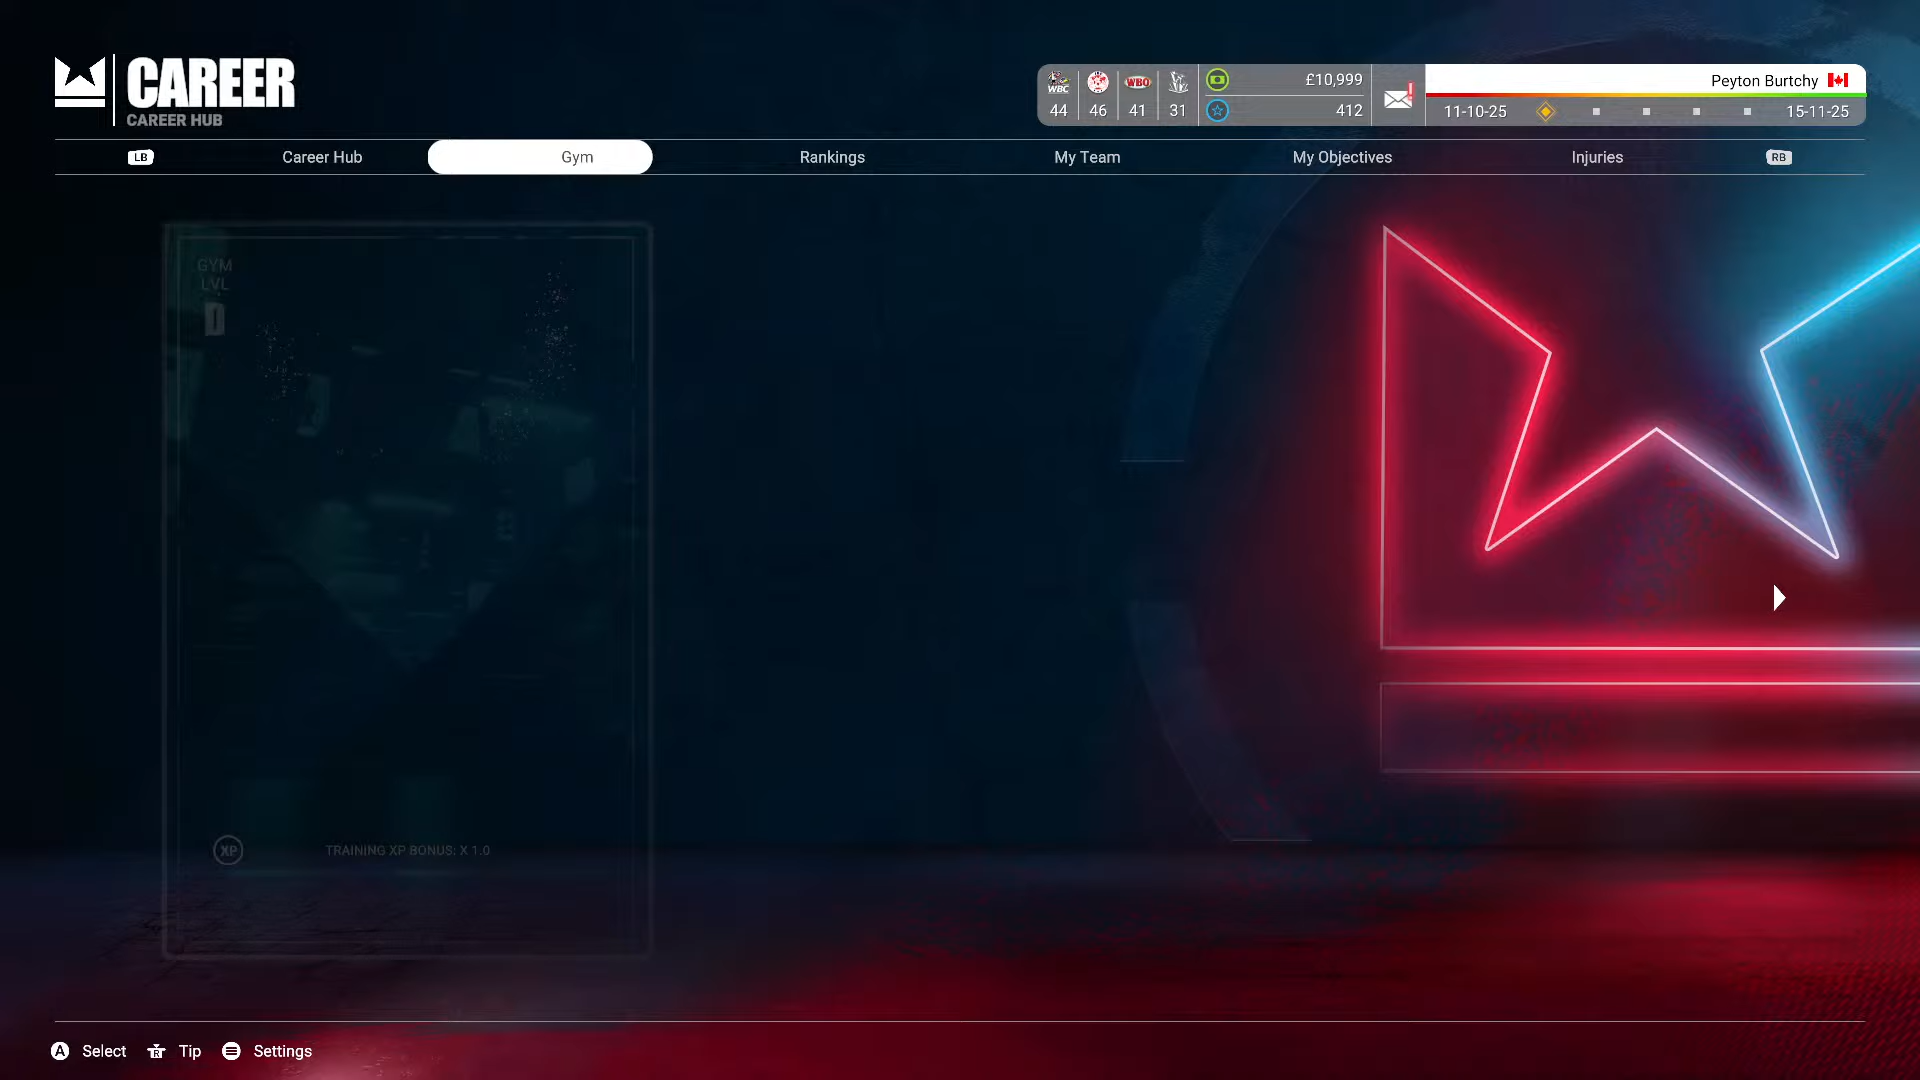 CAREER
CAREER HUB
WBC
WBO
44
46
41
31
£10,999
412
Peyton Burtchy
11-10-25
15-11-25
LB
Career Hub
Gym
Rankings
My Team
My Objectives
Injuries
RB
GYM
LVL
0
XP
TRAINING XP BONUS: X 1.0
A
Select
R
Tip
Settings